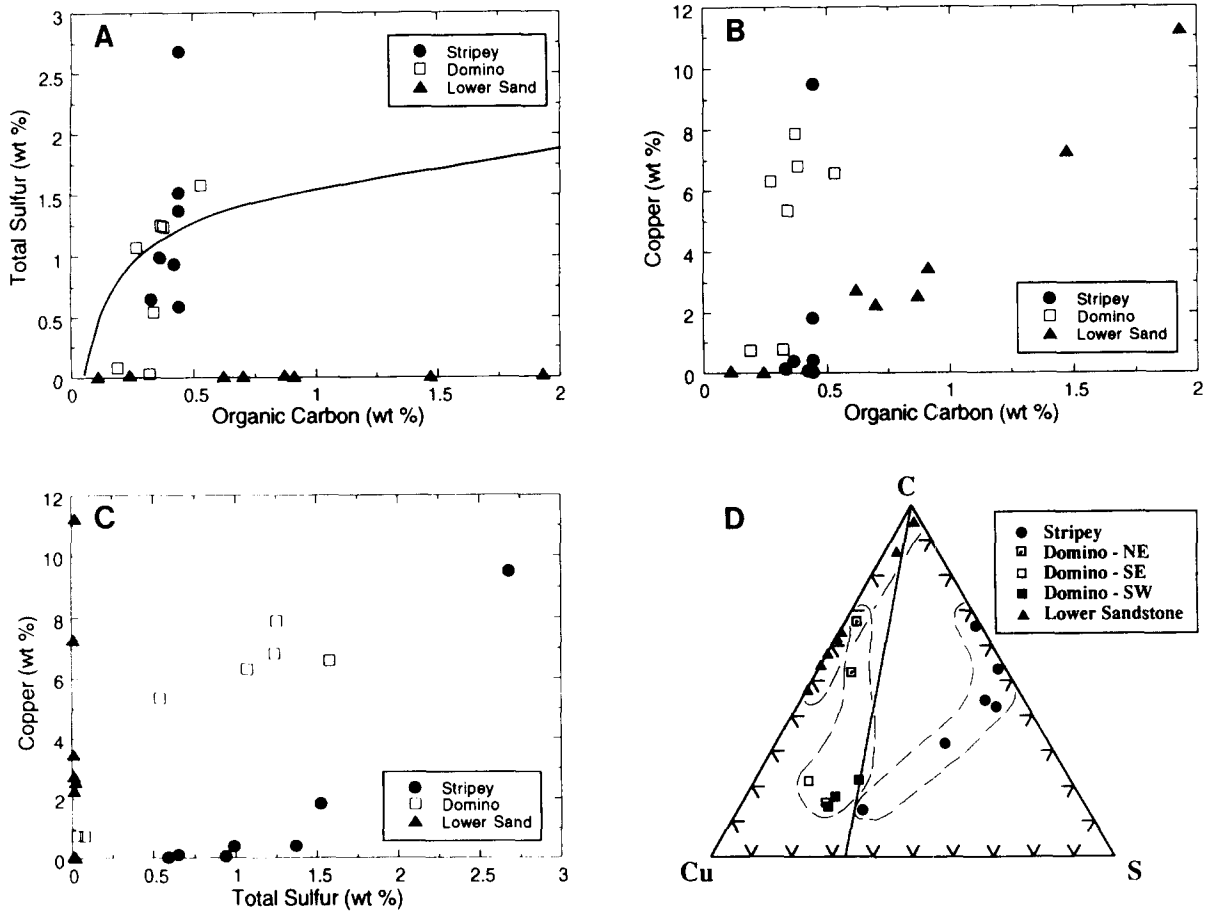 A
Stripey
Domino
Lower Sand
3
2.5
2
1.5
1
0.5
0
0.5
1
1.5
2
Total Sulfur (wt %)
Organic Carbon (wt %)
B
12
10
8
6
4
2
0
0
0.5
1
1.5
2
Copper (wt %)
Organic Carbon (wt %)
Stripey
Domino
Lower Sand
C
12
10
8
6
4
2
0
0
0.5
1
1.5
2
2.5
3
Copper (wt %)
Total Sulfur (wt %)
Stripey
Domino
Lower Sand
D
C
Cu
S
Stripey
Domino - NE
Domino - SE
Domino - SW
Lower Sandstone